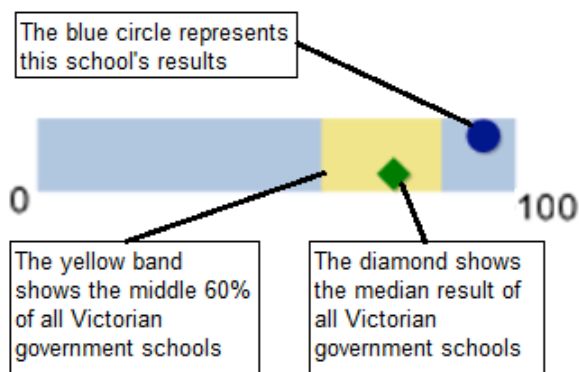 The blue circle represents
this school's results
0
100
The yellow band
shows the middle 60%
of all Victorian
government schools
The diamond shows
the median result of
all Victorian
government schools